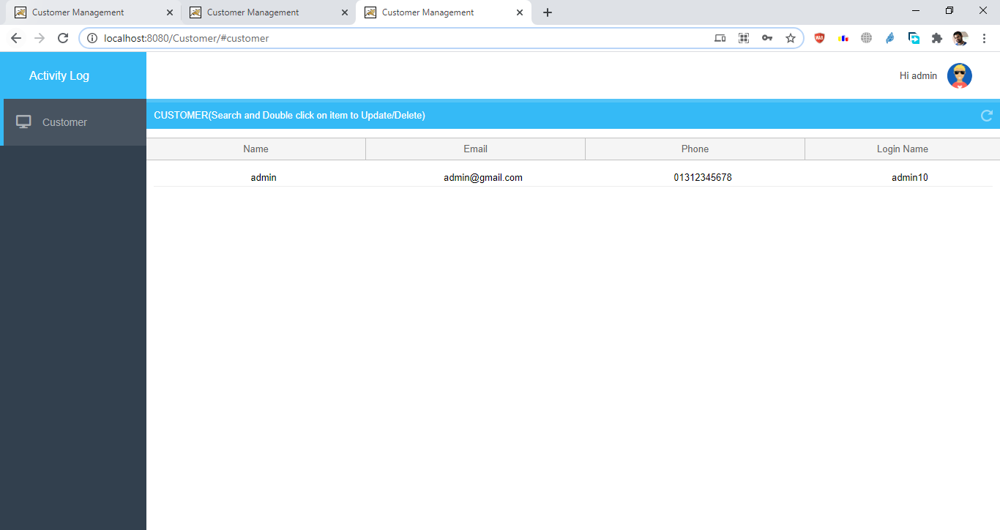 Customer Management
Customer Management
Customer Management
localhost:8080/Customer/#customer
WAS
Activity Log
Hi admin
Customer
CUSTOMER(Search and Double click on item to Update/Delete)
Name Email Phone Login Name
admin admin@gmail.com 01312345678 admin10